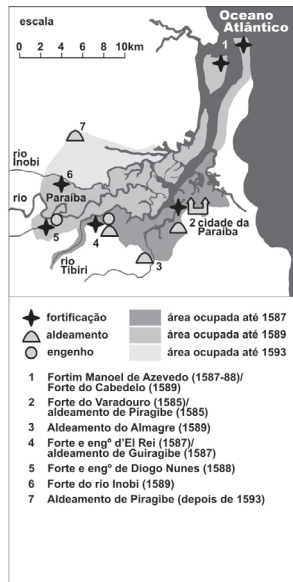 Oceano
Atlântico
escala
0 2 4 6 8 10km
1
7
rio
Inobi
6
Paraíba
rio
5
4
2 cidade da
Paraíba
rio
Tibiri
3
fortificação
área ocupada até 1587
aldeamento
área ocupada até 1589
engenho
área ocupada até 1593
1 Fortim Manoel de Azevedo (1587-88)/
Forte do Cabedelo (1589)
2 Forte do Varadouro (1585)/
aldeamento de Piragibe (1585)
3 Aldeamento do Almagre (1589)
4 Forte e engº d'El Rei (1587)/
aldeamento de Guiragibe (1587)
5 Forte e engº de Diogo Nunes (1588)
6 Forte do rio Inobi (1589)
7 Aldeamento de Piragibe (depois de 1593)